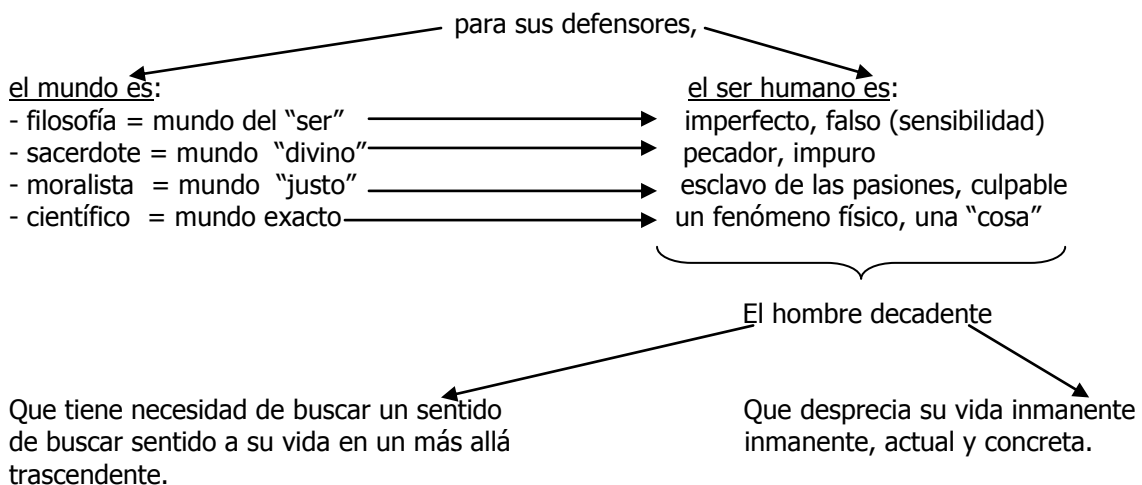 para sus defensores,
el mundo es:
- filosofía = mundo del “ser”
- sacerdote = mundo “divino”
- moralista = mundo “justo”
- científico = mundo exacto
el ser humano es:
imperfecto, falso (sensibilidad)
pecador, impuro
esclavo de las pasiones, culpable
un fenómeno físico, una “cosa”
El hombre decadente
Que tiene necesidad de buscar un sentido
de buscar sentido a su vida en un más allá
trascendente.
Que desprecia su vida inmanente
inmanente, actual y concreta.